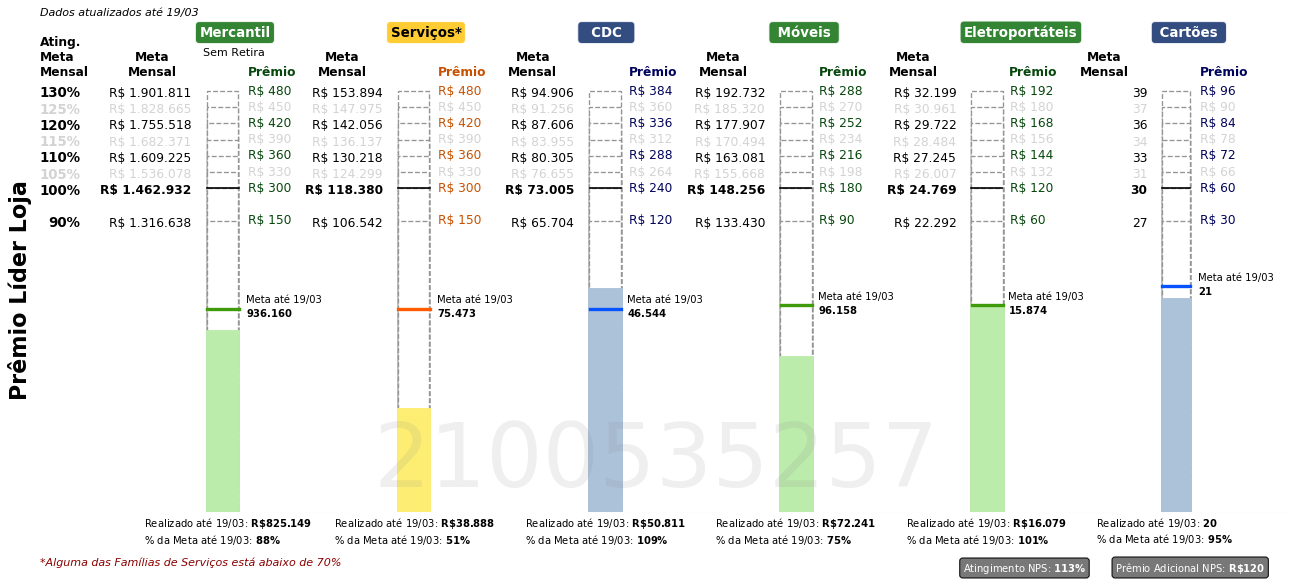 Dados atualizados até 19/03
Mercantil Serviços* CDC Móveis Eletroportáteis Cartões
Sem Retira
Ating. Meta Mensal Meta Mensal Prêmio Meta Mensal Prêmio Meta Mensal Prêmio Meta Mensal Prêmio Meta Mensal Prêmio Meta Mensal Prêmio
130% R$ 1.901.811 R$ 480 R$ 153.894 R$ 480 R$ 94.906 R$ 384 R$ 192.732 R$ 288 R$ 32.199 R$ 192 39 R$ 96
125% R$ 1.828.665 R$ 450 R$ 147.975 R$ 450 R$ 91.256 R$ 360 R$ 185.320 R$ 270 R$ 30.961 R$ 180 37 R$ 90
120% R$ 1.755.518 R$ 420 R$ 142.056 R$ 420 R$ 87.606 R$ 336 R$ 177.907 R$ 252 R$ 29.722 R$ 168 36 R$ 84
115% R$ 1.682.371 R$ 390 R$ 136.137 R$ 390 R$ 83.955 R$ 312 R$ 170.494 R$ 234 R$ 28.484 R$ 156 34 R$ 78
110% R$ 1.609.225 R$ 360 R$ 130.218 R$ 360 R$ 80.305 R$ 288 R$ 163.081 R$ 216 R$ 27.245 R$ 144 33 R$ 72
105% R$ 1.536.078 R$ 330 R$ 124.299 R$ 330 R$ 76.655 R$ 264 R$ 155.668 R$ 198 R$ 26.007 R$ 132 31 R$ 66
100% R$ 1.462.932 R$ 300 R$ 118.380 R$ 300 R$ 73.005 R$ 240 R$ 148.256 R$ 180 R$ 24.769 R$ 120 30 R$ 60
90% R$ 1.316.638 R$ 150 R$ 106.542 R$ 150 R$ 65.704 R$ 120 R$ 133.430 R$ 90 R$ 22.292 R$ 60 27 R$ 30
Prêmio Líder Loja
Meta até 19/03 Meta até 19/03 Meta até 19/03 Meta até 19/03 Meta até 19/03 Meta até 19/03
936.160 75.473 46.544 96.158 15.874 21
2100535257
Realizado até 19/03: R$825.149 Realizado até 19/03: R$38.888 Realizado até 19/03: R$50.811 Realizado até 19/03: R$72.241 Realizado até 19/03: R$16.079 Realizado até 19/03: 20
% da Meta até 19/03: 88% % da Meta até 19/03: 51% % da Meta até 19/03: 109% % da Meta até 19/03: 75% % da Meta até 19/03: 101% % da Meta até 19/03: 95%
*Alguma das Famílias de Serviços está abaixo de 70%
Atingimento NPS: 113% Prêmio Adicional NPS: R$120